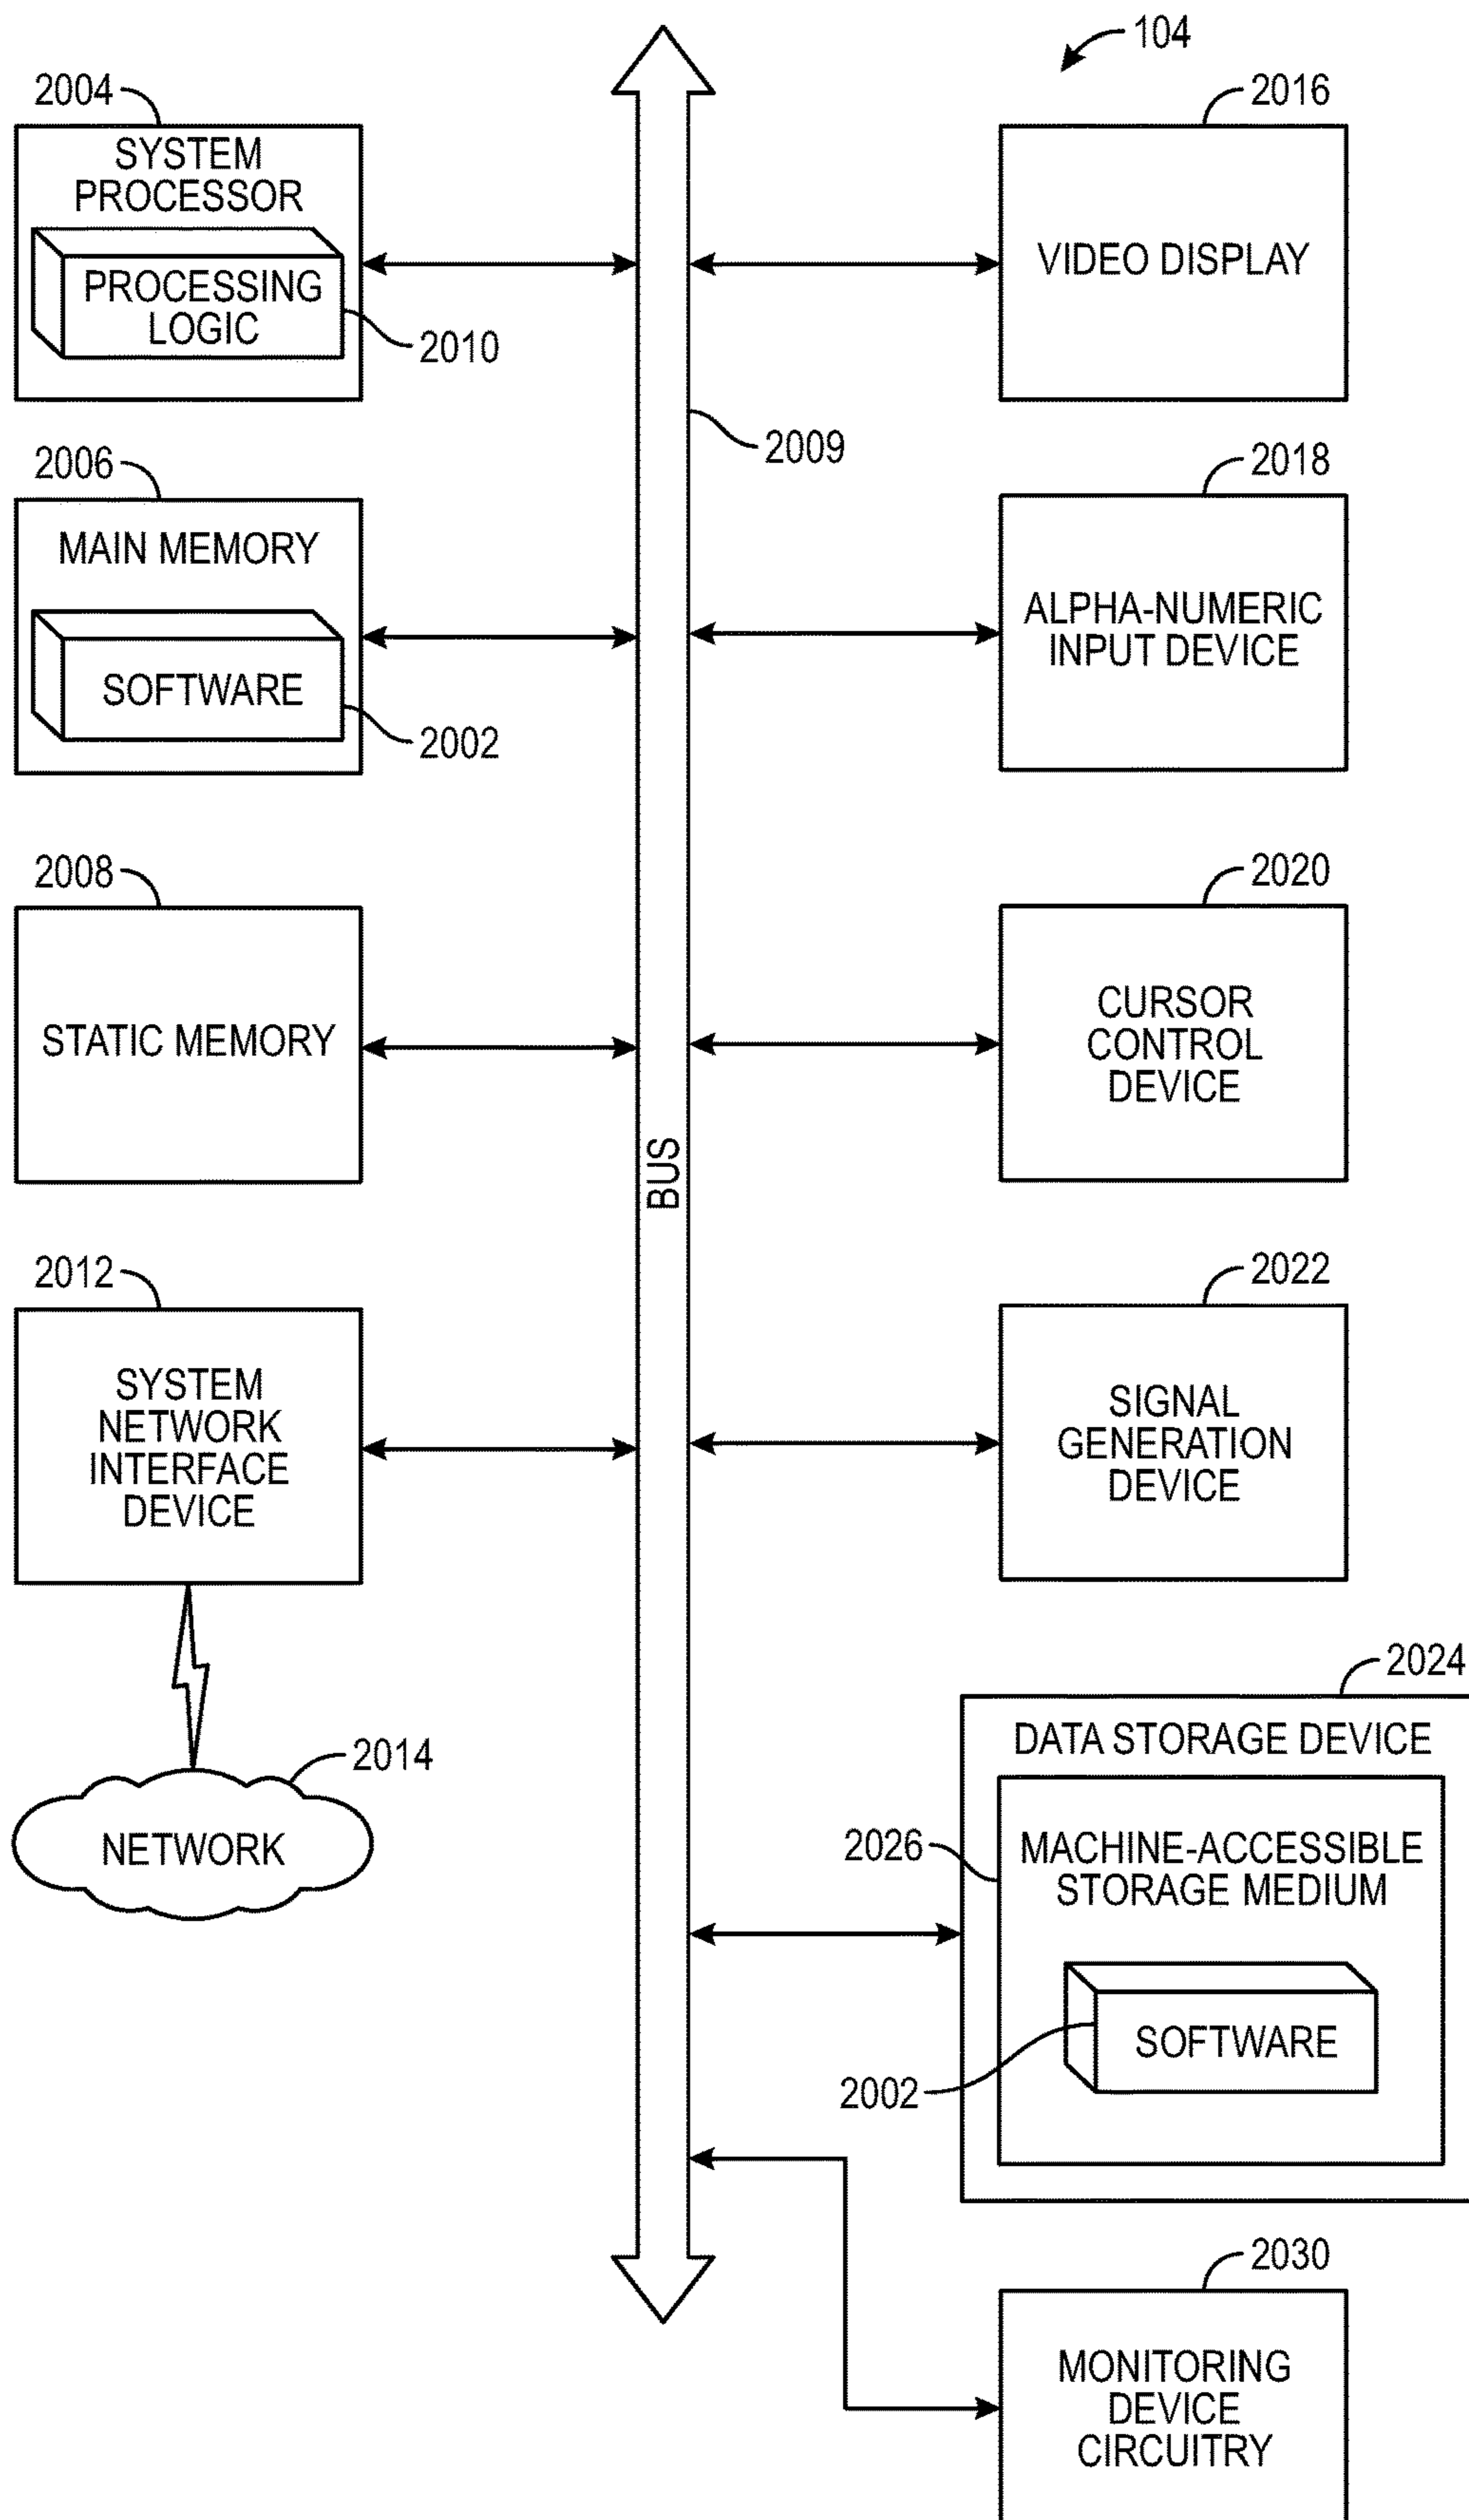 104
2004
SYSTEM
PROCESSOR
PROCESSING
LOGIC
2010
2016
VIDEO DISPLAY
2009
2006
MAIN MEMORY
SOFTWARE
2002
2018
ALPHA-NUMERIC
INPUT DEVICE
2008
STATIC MEMORY
2020
CURSOR
CONTROL
DEVICE
BUS
2012
SYSTEM
NETWORK
INTERFACE
DEVICE
2022
SIGNAL
GENERATION
DEVICE
2014
NETWORK
2024
DATA STORAGE DEVICE
2026
MACHINE-ACCESSIBLE
STORAGE MEDIUM
SOFTWARE
2002
2030
MONITORING
DEVICE
CIRCUITRY